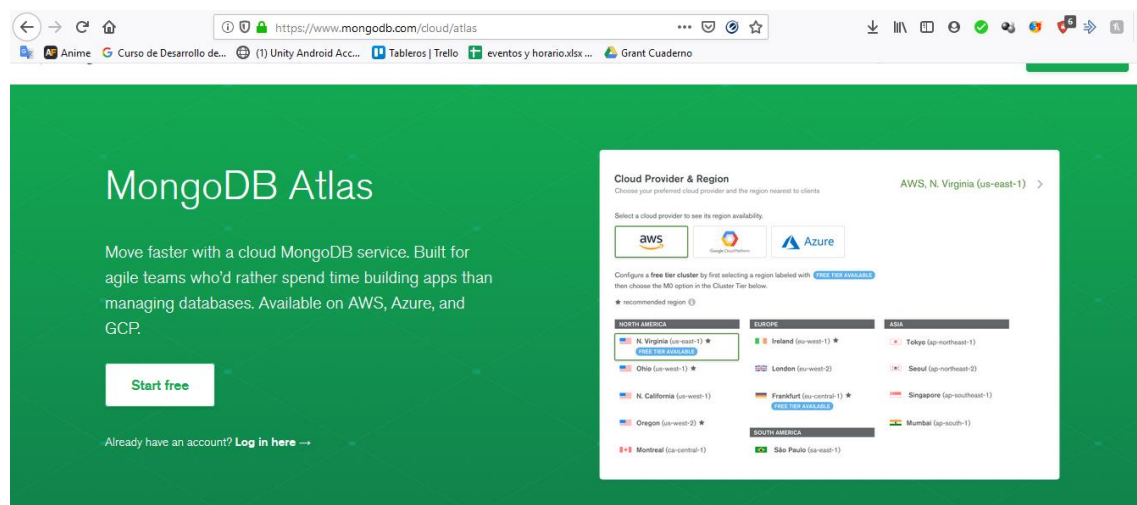 https://www.mongodb.com/cloud/atlas
Anime
Curso de Desarrollo de...
(1) Unity Android Acc...
Tableros | Trello
eventos y horario.xlsx ...
Grant Cuaderno
6
MongoDB Atlas
Move faster with a cloud MongoDB service. Built for
agile teams who'd rather spend time building apps than
managing databases. Available on AWS, Azure, and
GCP.
Start free
Already have an account? Log in here →
Cloud Provider & Region
Choose your preferred cloud provider and the region nearest to clients
AWS, N. Virginia (us-east-1) >
Select a cloud provider to see its region availability.
aws
Google Cloud Platform
Azure
Configure a free tier cluster by first selecting a region labeled with FREE TIER AVAILABLE
then choose the M0 option in the Cluster Tier below.
★ recommended region
NORTH AMERICA
N. Virginia (us-east-1) ★
FREE TIER AVAILABLE
Ohio (us-west-1) ★
N. California (us-west-1)
Oregon (us-west-2) ★
Montreal (ca-central-1)
EUROPE
Ireland (eu-west-1) ★
London (eu-west-2)
Frankfurt (eu-central-1) ★
FREE TIER AVAILABLE
SOUTH AMERICA
São Paulo (sa-east-1)
ASIA
Tokyo (ap-northeast-1)
Seoul (ap-northeast-2)
Singapore (ap-southeast-1)
Mumbai (ap-south-1)